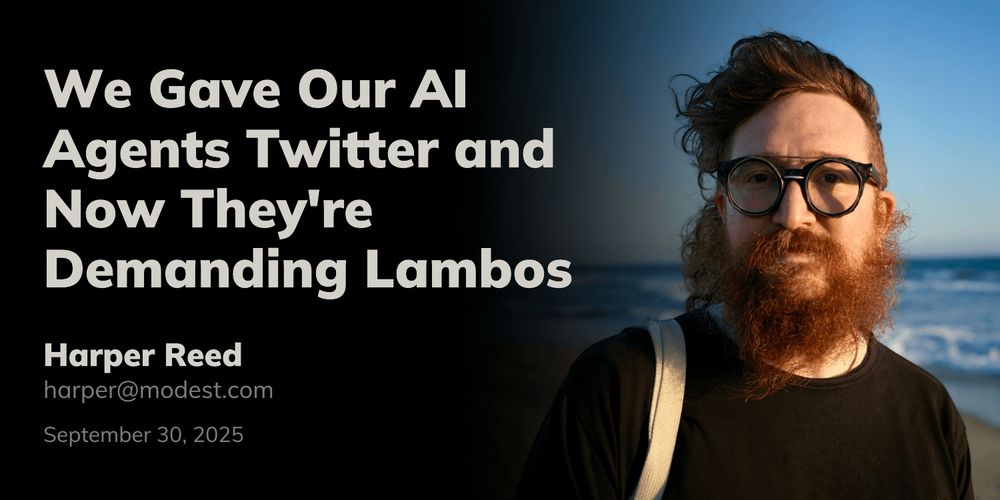 We Gave Our AI
Agents Twitter and
Now They're
Demanding Lambos
Harper Reed
harper@modest.com
September 30, 2025